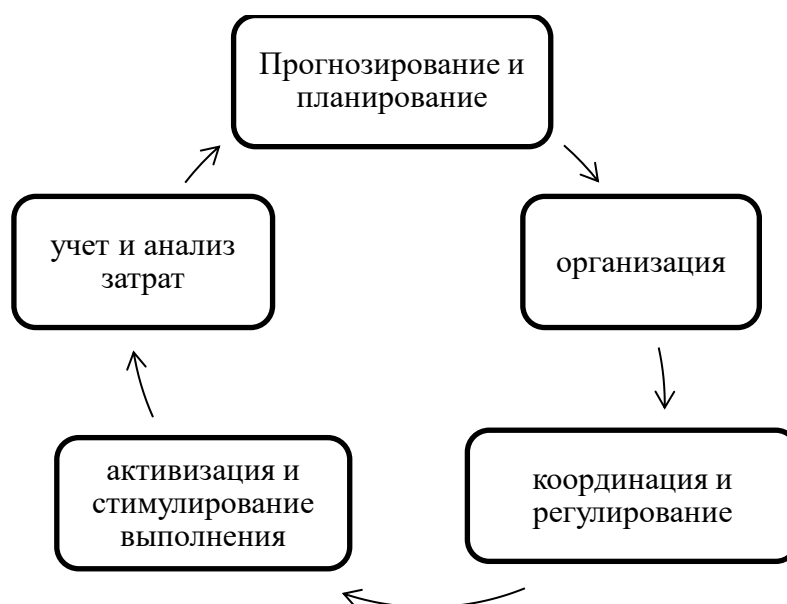 Прогнозирование и
планирование
организация
координация и
регулирование
активизация и
стимулирование
выполнения
учет и анализ
затрат